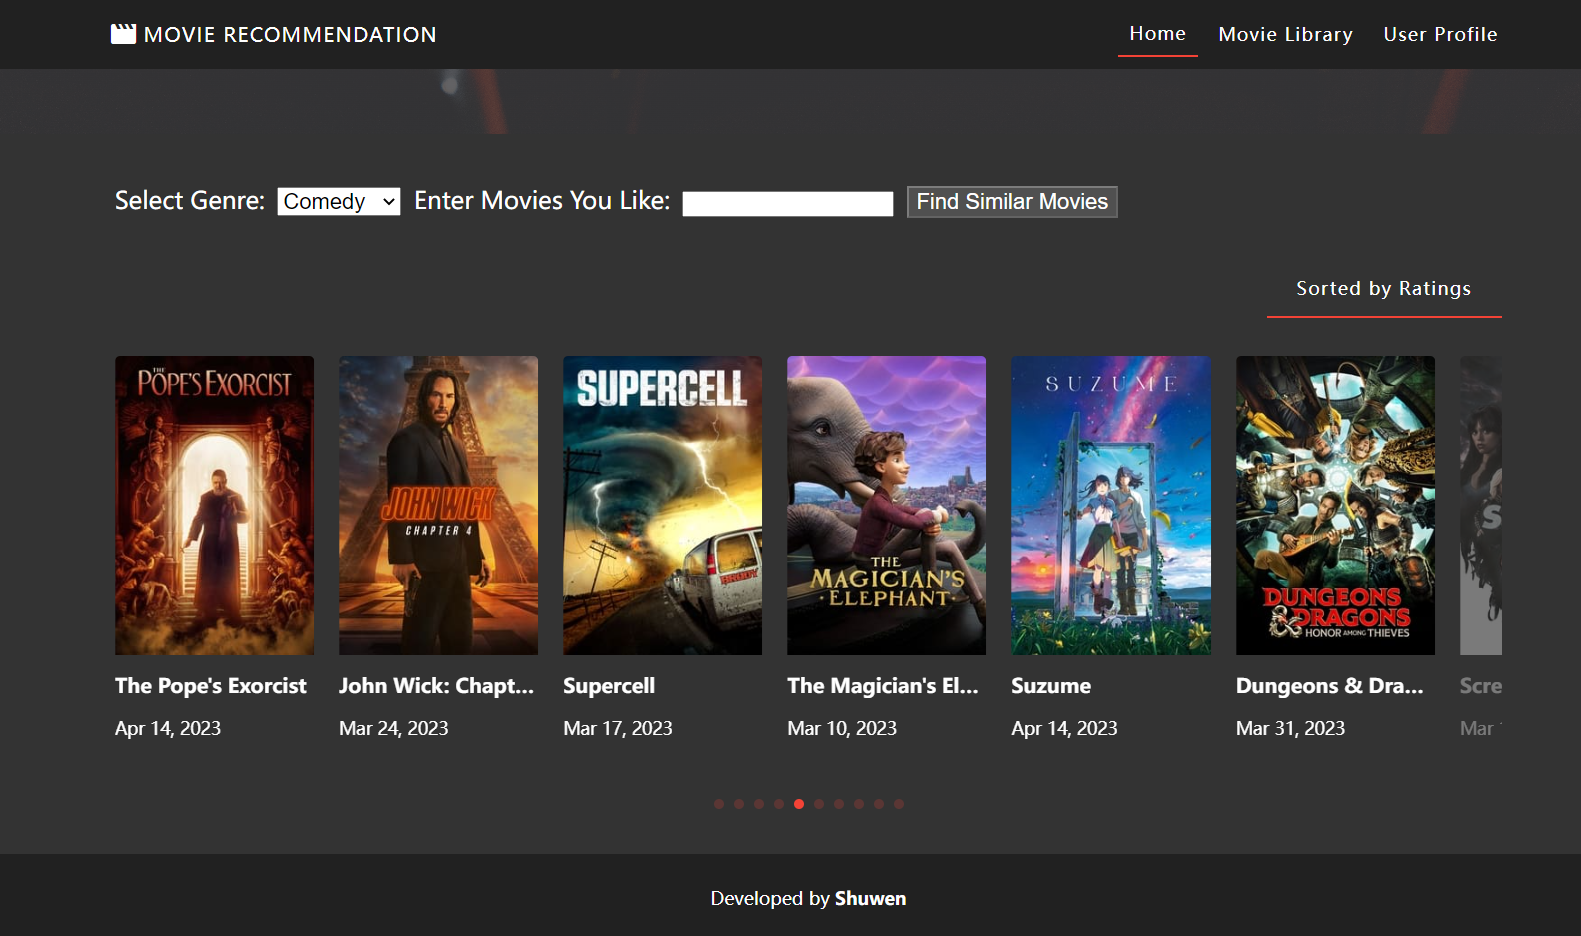 MOVIE RECOMMENDATION
Home
Movie Library
User Profile
Select Genre: Comedy Enter Movies You Like: Find Similar Movies
Sorted by Ratings
THE
POPE'S EXORCIST
JOHN WICK
CHAPTER 4
SUPERCELL
BRODY
THE
MAGICIAN'S
ELEPHANT
SUZUME
DUNGEONS
& DRAGONS
HONOR AMONG THIEVES
S
The Pope's Exorcist
Apr 14, 2023
John Wick: Chapt...
Mar 24, 2023
Supercell
Mar 17, 2023
The Magician's El...
Mar 10, 2023
Suzume
Apr 14, 2023
Dungeons & Dra...
Mar 31, 2023
Scre
Mar
Developed by Shuwen